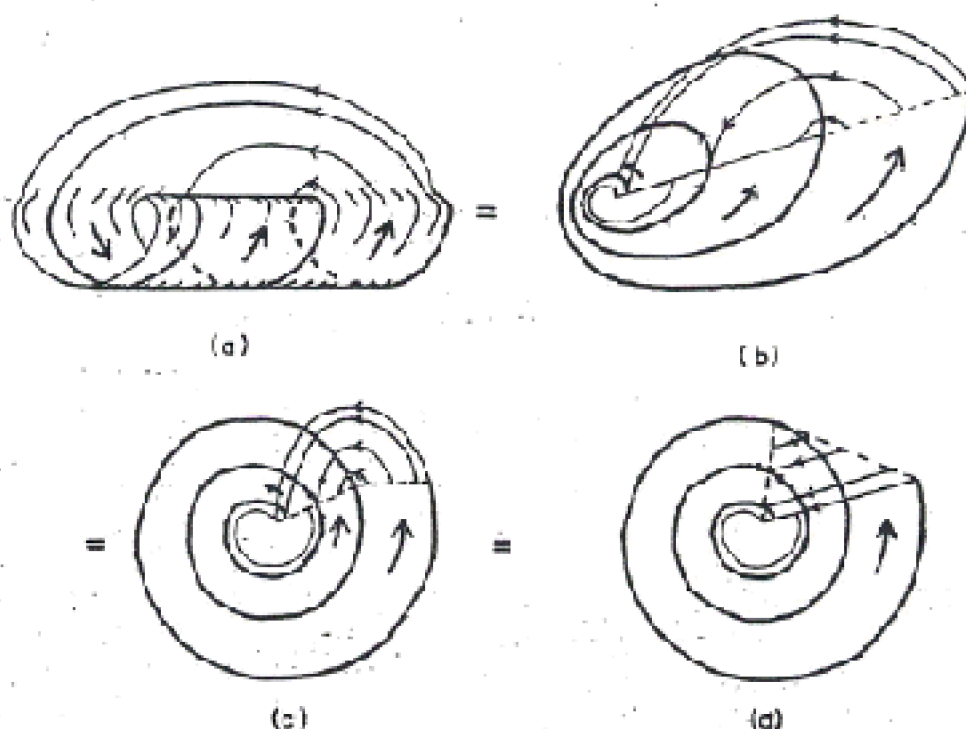 =
(a) (b)
= =
(c) (d)